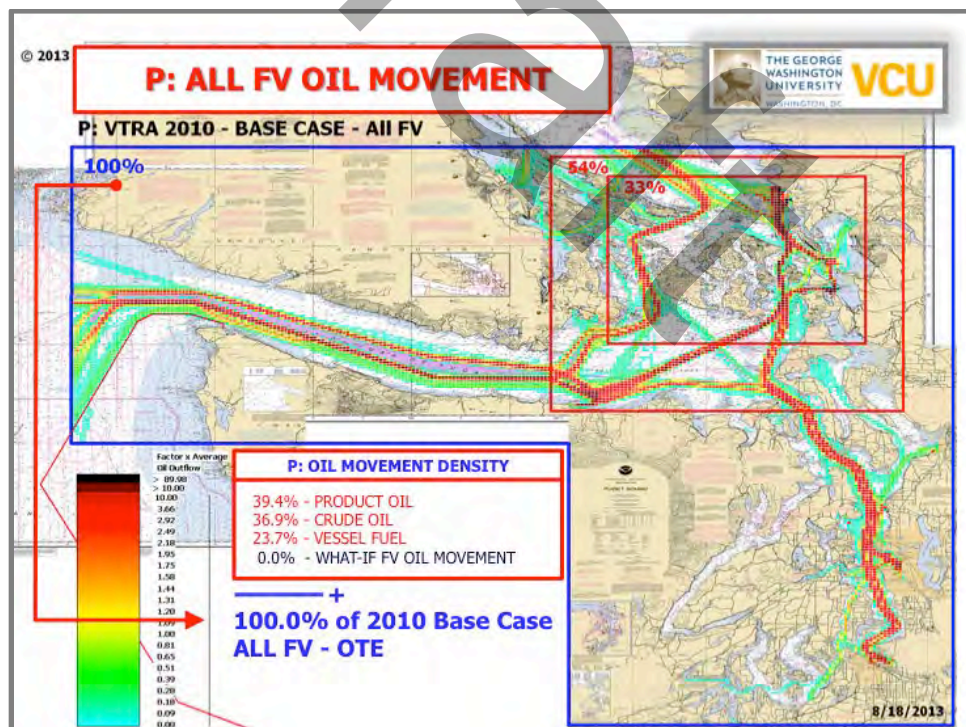 © 2013
P: ALL FV OIL MOVEMENT
THE GEORGE
WASHINGTON
UNIVERSITY
WASHINGTON, DC
VCU
P: VTRA 2010 - BASE CASE - All FV
100%
54%
33%
Factor x Average
Oil Outflow
> 89.98
> 10.00
10.00
3.66
2.92
2.49
2.18
1.95
1.75
1.58
1.44
1.31
1.20
1.09
1.00
0.81
0.65
0.51
0.39
0.28
0.18
0.09
0.00
P: OIL MOVEMENT DENSITY
39.4% - PRODUCT OIL
36.9% - CRUDE OIL
23.7% - VESSEL FUEL
0.0% - WHAT-IF FV OIL MOVEMENT
+
100.0% of 2010 Base Case
ALL FV - OTE
8/18/2013